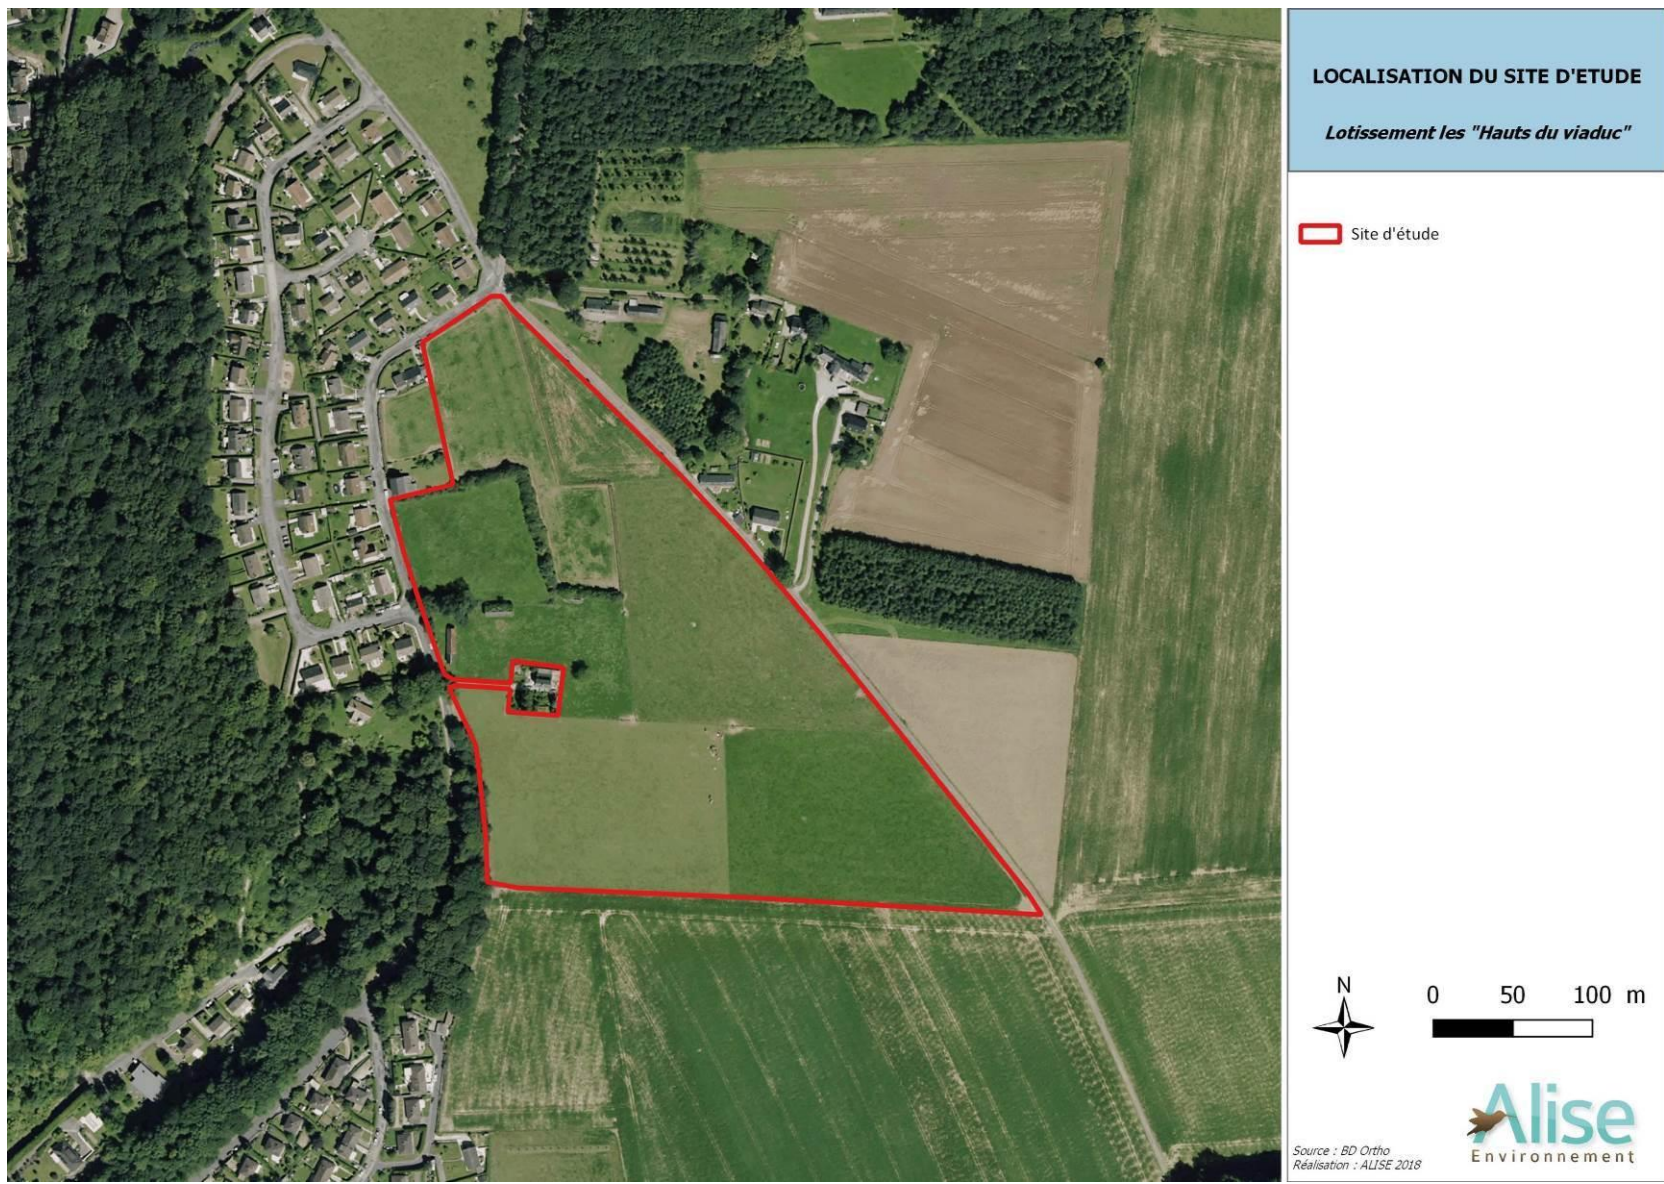 LOCALISATION DU SITE D'ETUDE
Lotissement les "Hauts du viaduc"
Site d'étude
N
0 50 100 m
Source : BD Ortho
Réalisation : ALISE 2018
Alise
Environnement